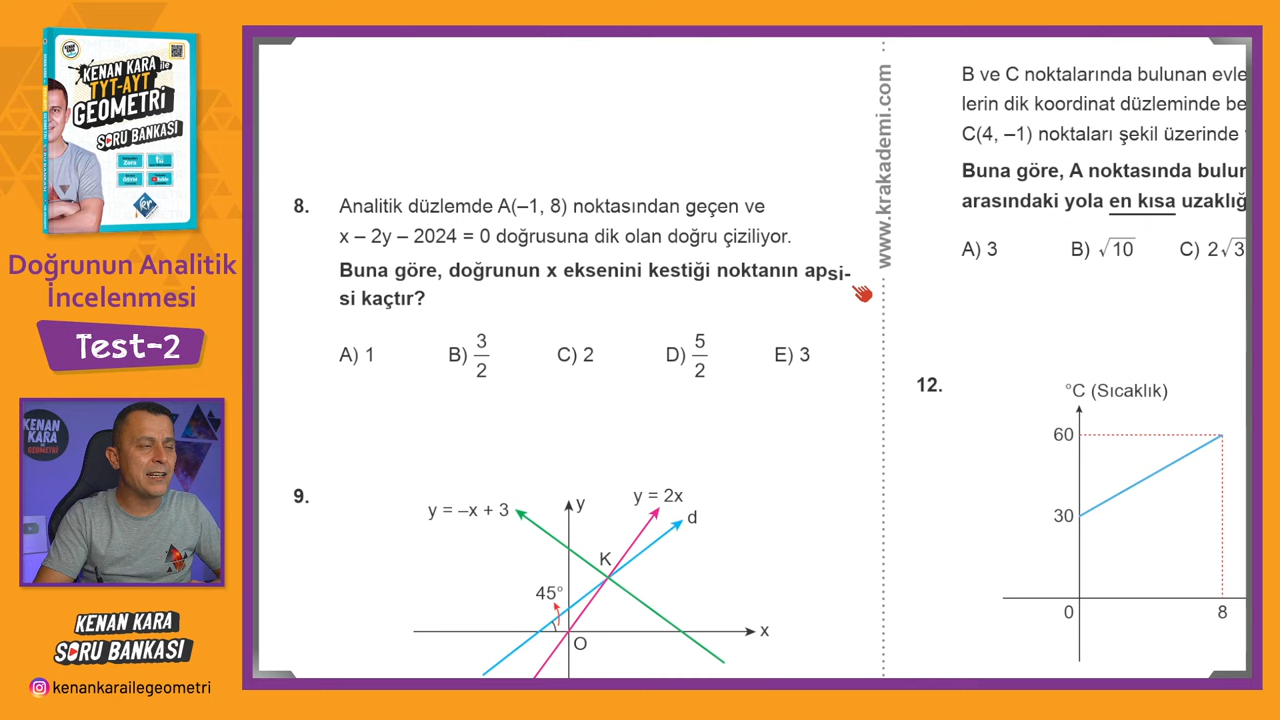 KENAN KARA ile
TYT-AYT
GEOMETRİ
SORU BANKASI
Doğrunun Analitik
İncelenmesi
Test-2
KENAN
KARA
GEOMETRİ
KENAN KARA
SORU BANKASI
kenankarailegeometri
8. Analitik düzlemde A(–1, 8) noktasından geçen ve
x – 2y – 2024 = 0 doğrusuna dik olan doğru çiziliyor.
Buna göre, doğrunun x eksenini kestiği noktanın apsi-
si kaçtır?
A) 1 B) 3/2 C) 2 D) 5/2 E) 3
9.
y = –x + 3
y
y = 2x
d
K
45°
x
O
www.krakademi.com
B ve C noktalarında bulunan evle
lerin dik koordinat düzleminde be
C(4, –1) noktaları şekil üzerinde
Buna göre, A noktasında bulun
arasındaki yola en kısa uzaklığ
A) 3 B) √10 C) 2√3
12.
°C (Sıcaklık)
60
30
0
8